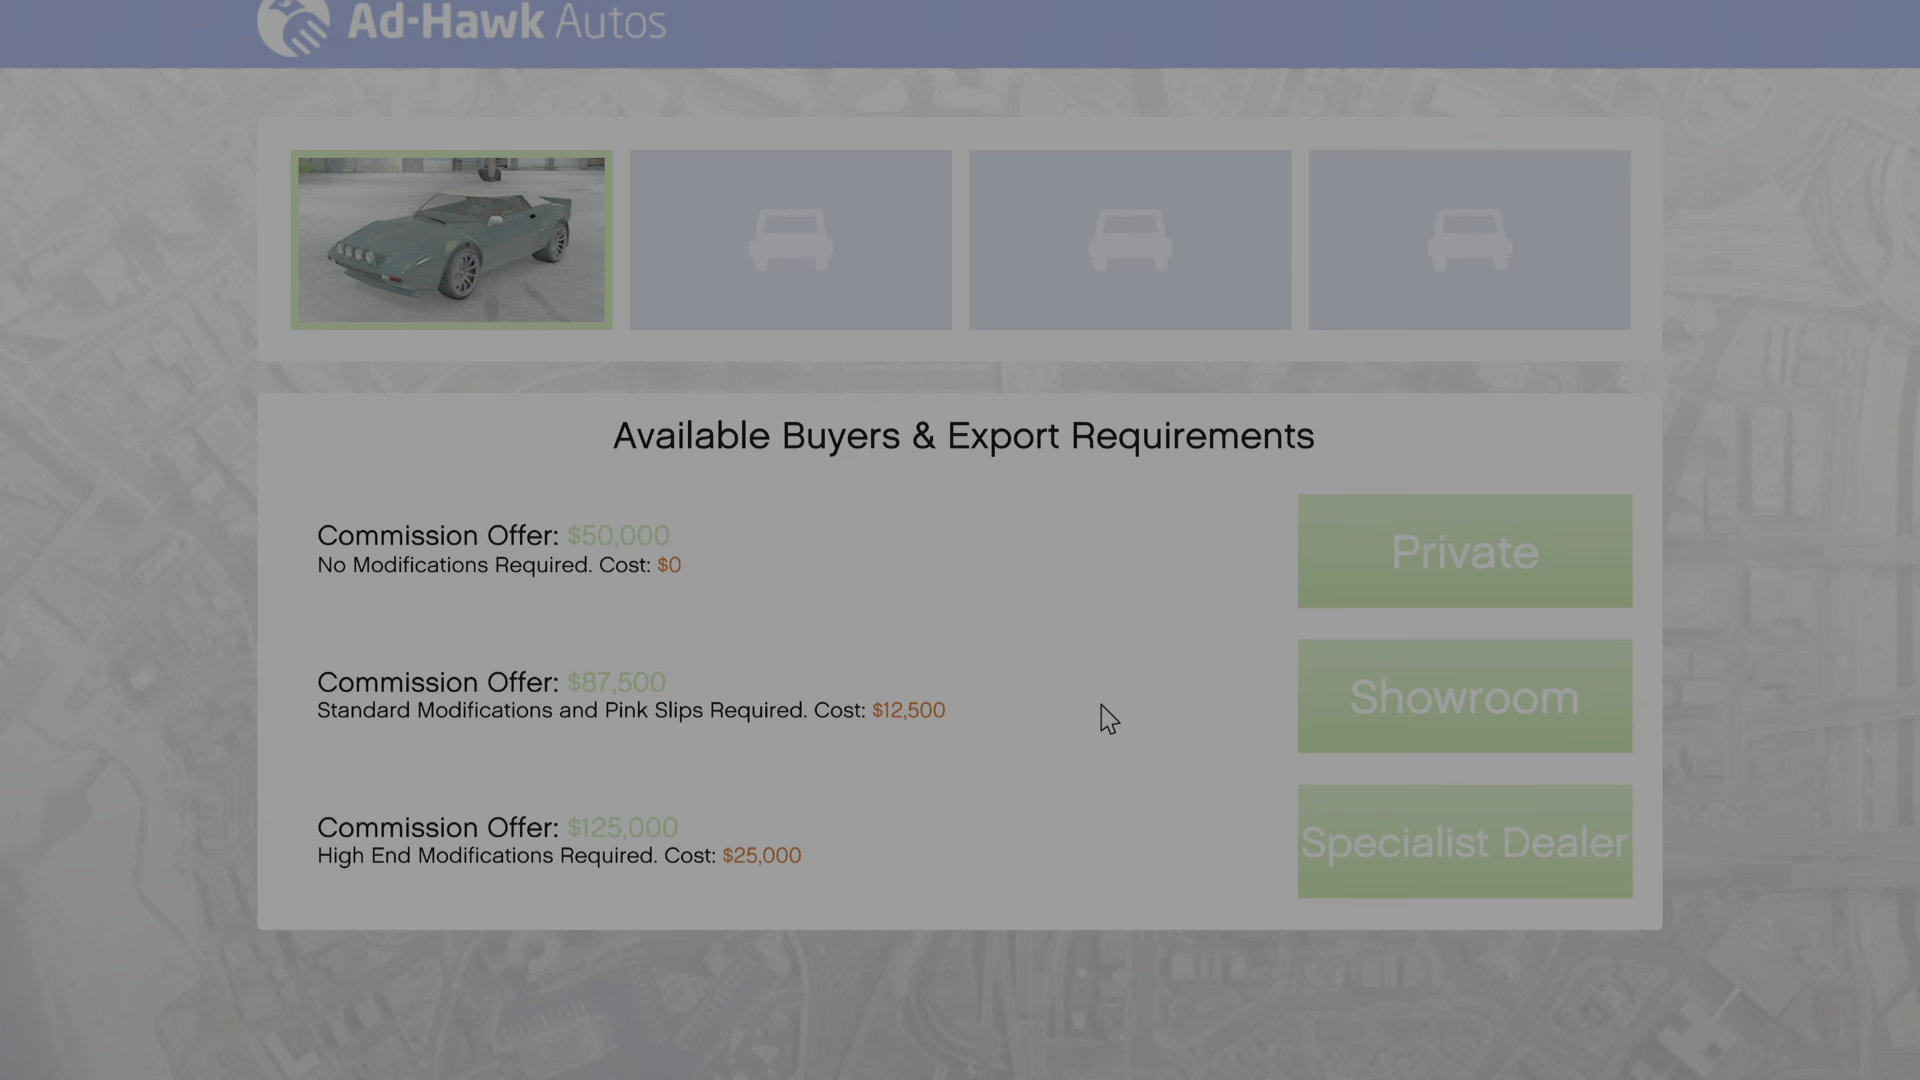 Ad-Hawk Autos
Available Buyers & Export Requirements
Commission Offer: $50,000
No Modifications Required. Cost: $0
Private
Commission Offer: $87,500
Standard Modifications and Pink Slips Required. Cost: $12,500
Showroom
Commission Offer: $125,000
High End Modifications Required. Cost: $25,000
Specialist Dealer